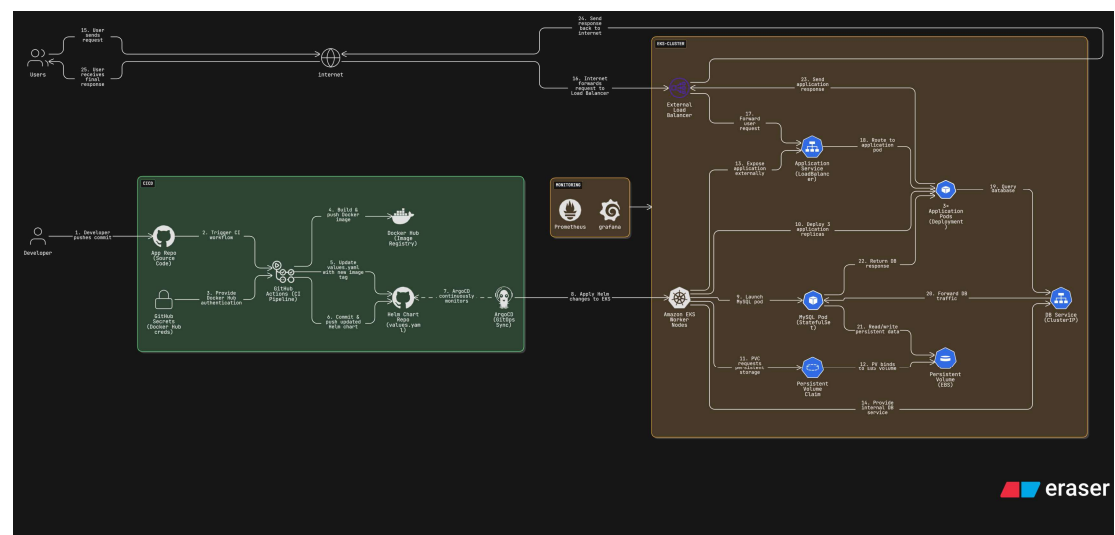 24. Send
response
back to
internet
15. User
sends
request
EKS-CLUSTER
Users
internet
25. User
receives
final
response
16. Internet
forwards
request to
Load Balancer
23. Send
application
response
External
Load
Balancer
17.
Forward
user
request
18. Route to
application
pod
13. Expose
application
externally
Application
Service
(LoadBalanc
er)
CICD
MONITORING
19. Query
database
4. Build &
push Docker
image
Prometheus
grafana
3+
Application
Pods
(Deployment
)
10. Deploy 3
application
replicas
1. Developer
pushes commit
2. Trigger CI
workflow
Docker Hub
(Image
Registry)
Developer
App Repo
(Source
Code)
5. Update
values.yaml
with new image
tag
22. Return DB
response
3. Provide
Docker Hub
authentication
GitHub
Actions (CI
Pipeline)
7. ArgoCD
continuously
monitors
8. Apply Helm
changes to EKS
9. Launch
MySQL pod
20. Forward DB
traffic
GitHub
Secrets
(Docker Hub
creds)
6. Commit &
push updated
Helm chart
Helm Chart
Repo
(values.yam
l)
ArgoCD
(GitOps
Sync)
Amazon EKS
Worker
Nodes
MySQL Pod
(StatefulSe
t)
DB Service
(ClusterIP)
21. Read/write
persistent data
11. PVC
requests
persistent
storage
12. PV binds
to EBS volume
Persistent
Volume
Claim
Persistent
Volume
(EBS)
14. Provide
internal DB
service
eraser